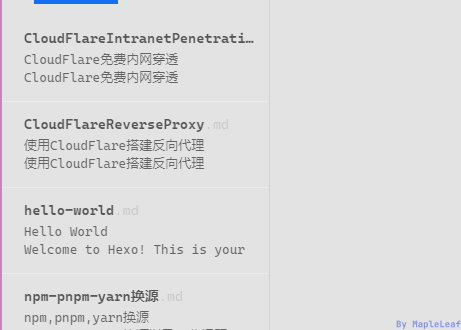 CloudFlareIntranetPenetrati…
CloudFlare免费内网穿透
CloudFlare免费内网穿透
CloudFlareReverseProxy.md
使用CloudFlare搭建反向代理
使用CloudFlare搭建反向代理
hello-world.md
Hello World
Welcome to Hexo! This is your
npm-pnpm-yarn换源.md
npm,pnpm,yarn换源
By MapleLeaf